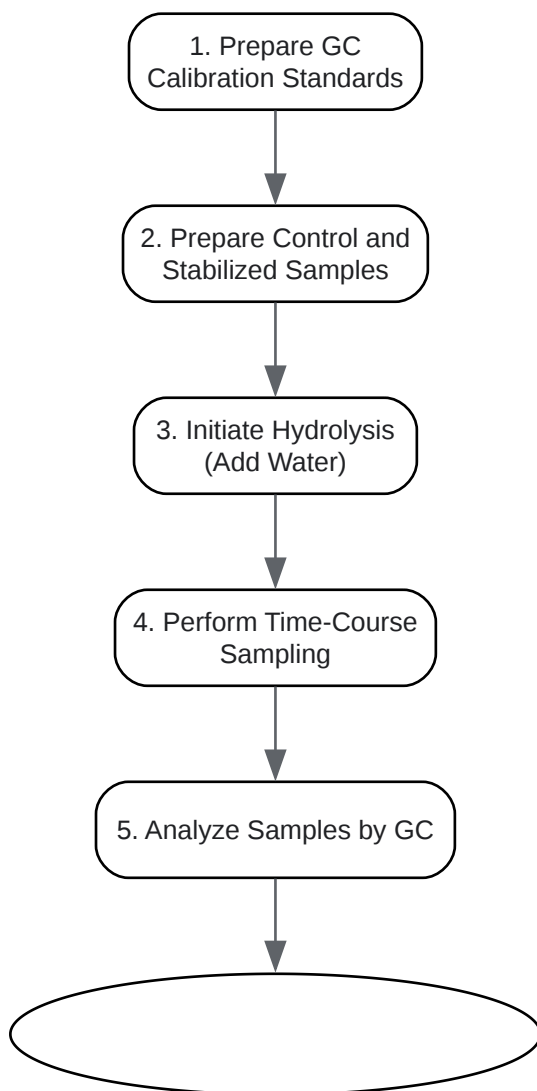 1. Prepare GC
Calibration Standards
2. Prepare Control and
Stabilized Samples
3. Initiate Hydrolysis
(Add Water)
4. Perform Time-Course
Sampling
5. Analyze Samples by GC